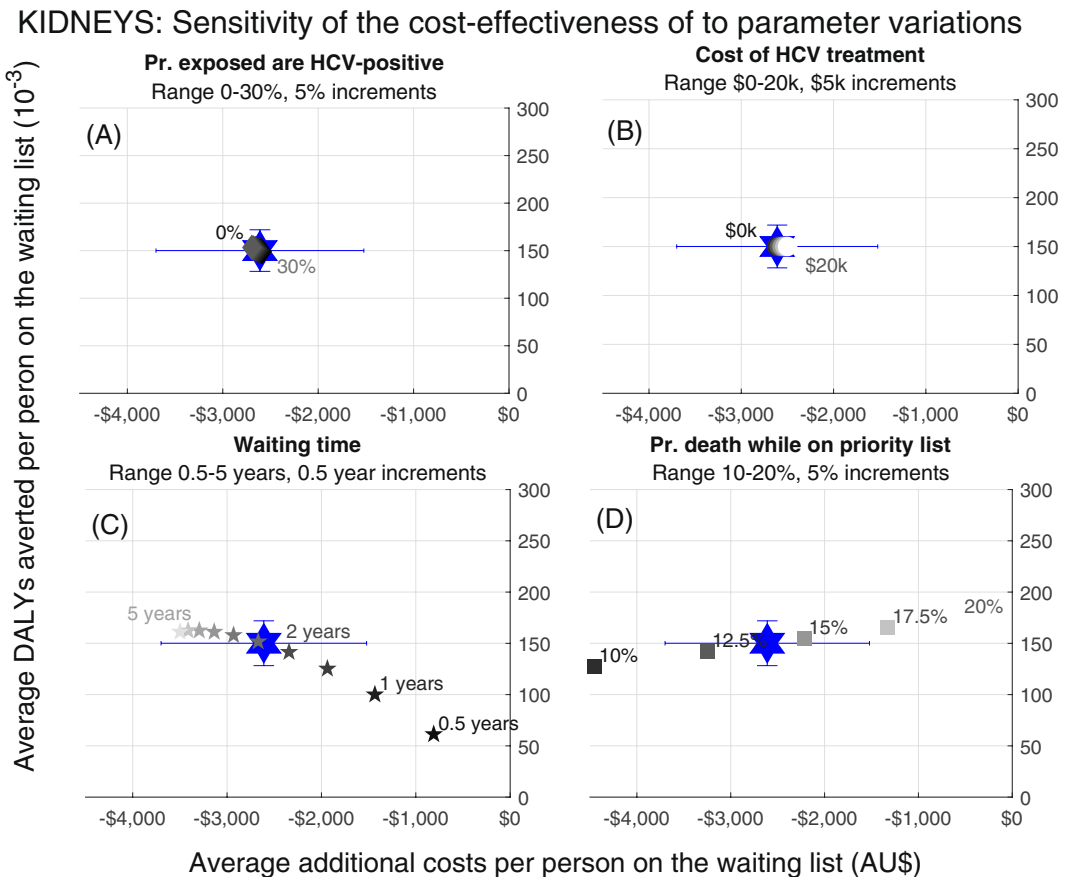 KIDNEYS: Sensitivity of the cost-effectiveness of to parameter variations
Average DALYs averted per peron on the waiting list (10-3)
Pr. exposed are HCV-positive
Range 0-30%, 5% increments
(A)
0%
30%
300
250
200
150
100
50
0
-$4,000 -$3,000 -$2,000 -$1,000 $0
Cost of HCV treatment
Range $0-20k, $5k increments
(B)
$0k
$20k
300
250
200
150
100
50
0
-$4,000 -$3,000 -$2,000 -$1,000 $0
Waiting time
Range 0.5-5 years, 0.5 year increments
(C)
5 years
2 years
1 years
0.5 years
300
250
200
150
100
50
0
-$4,000 -$3,000 -$2,000 -$1,000 $0
Pr. death while on priority list
Range 10-20%, 5% increments
(D)
10%
12.5%
15%
17.5%
20%
300
250
200
150
100
50
0
-$4,000 -$3,000 -$2,000 -$1,000 $0
Average additional costs per person on the waiting list (AU$)